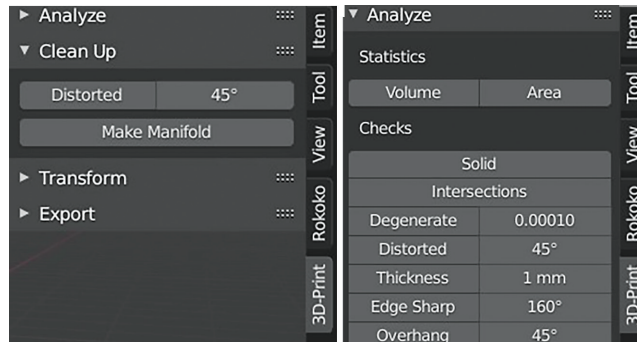 Analyze
Clean Up
Distorted 45°
Make Manifold
Transform
Export
Item
Tool
View
Rokoko
3D-Print
Analyze
Statistics
Volume Area
Checks
Solid
Intersections
Degenerate 0.00010
Distorted 45°
Thickness 1 mm
Edge Sharp 160°
Overhang 45°
Item
Tool
View
Rokoko
3D-Print